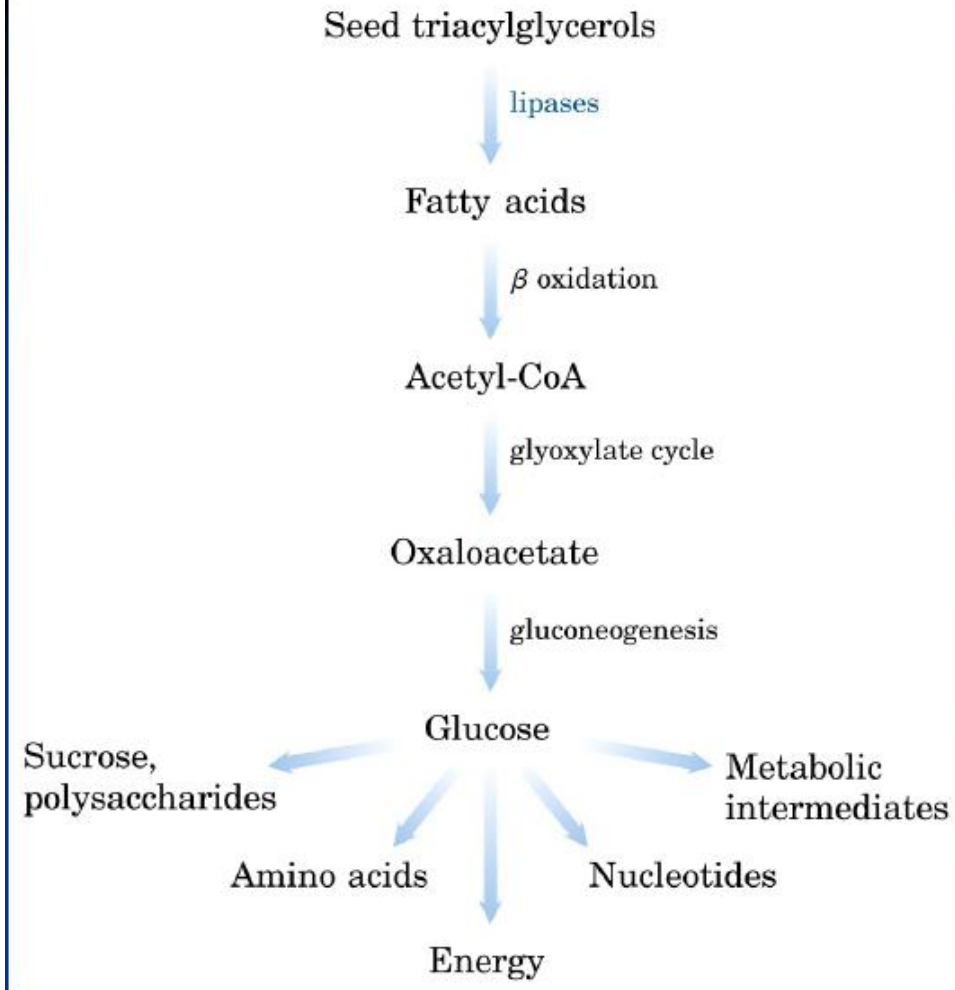 Seed triacylglycerols
lipases
Fatty acids
β oxidation
Acetyl-CoA
glyoxylate cycle
Oxaloacetate
gluconeogenesis
Glucose
Sucrose,
polysaccharides
Metabolic
intermediates
Amino acids
Nucleotides
Energy